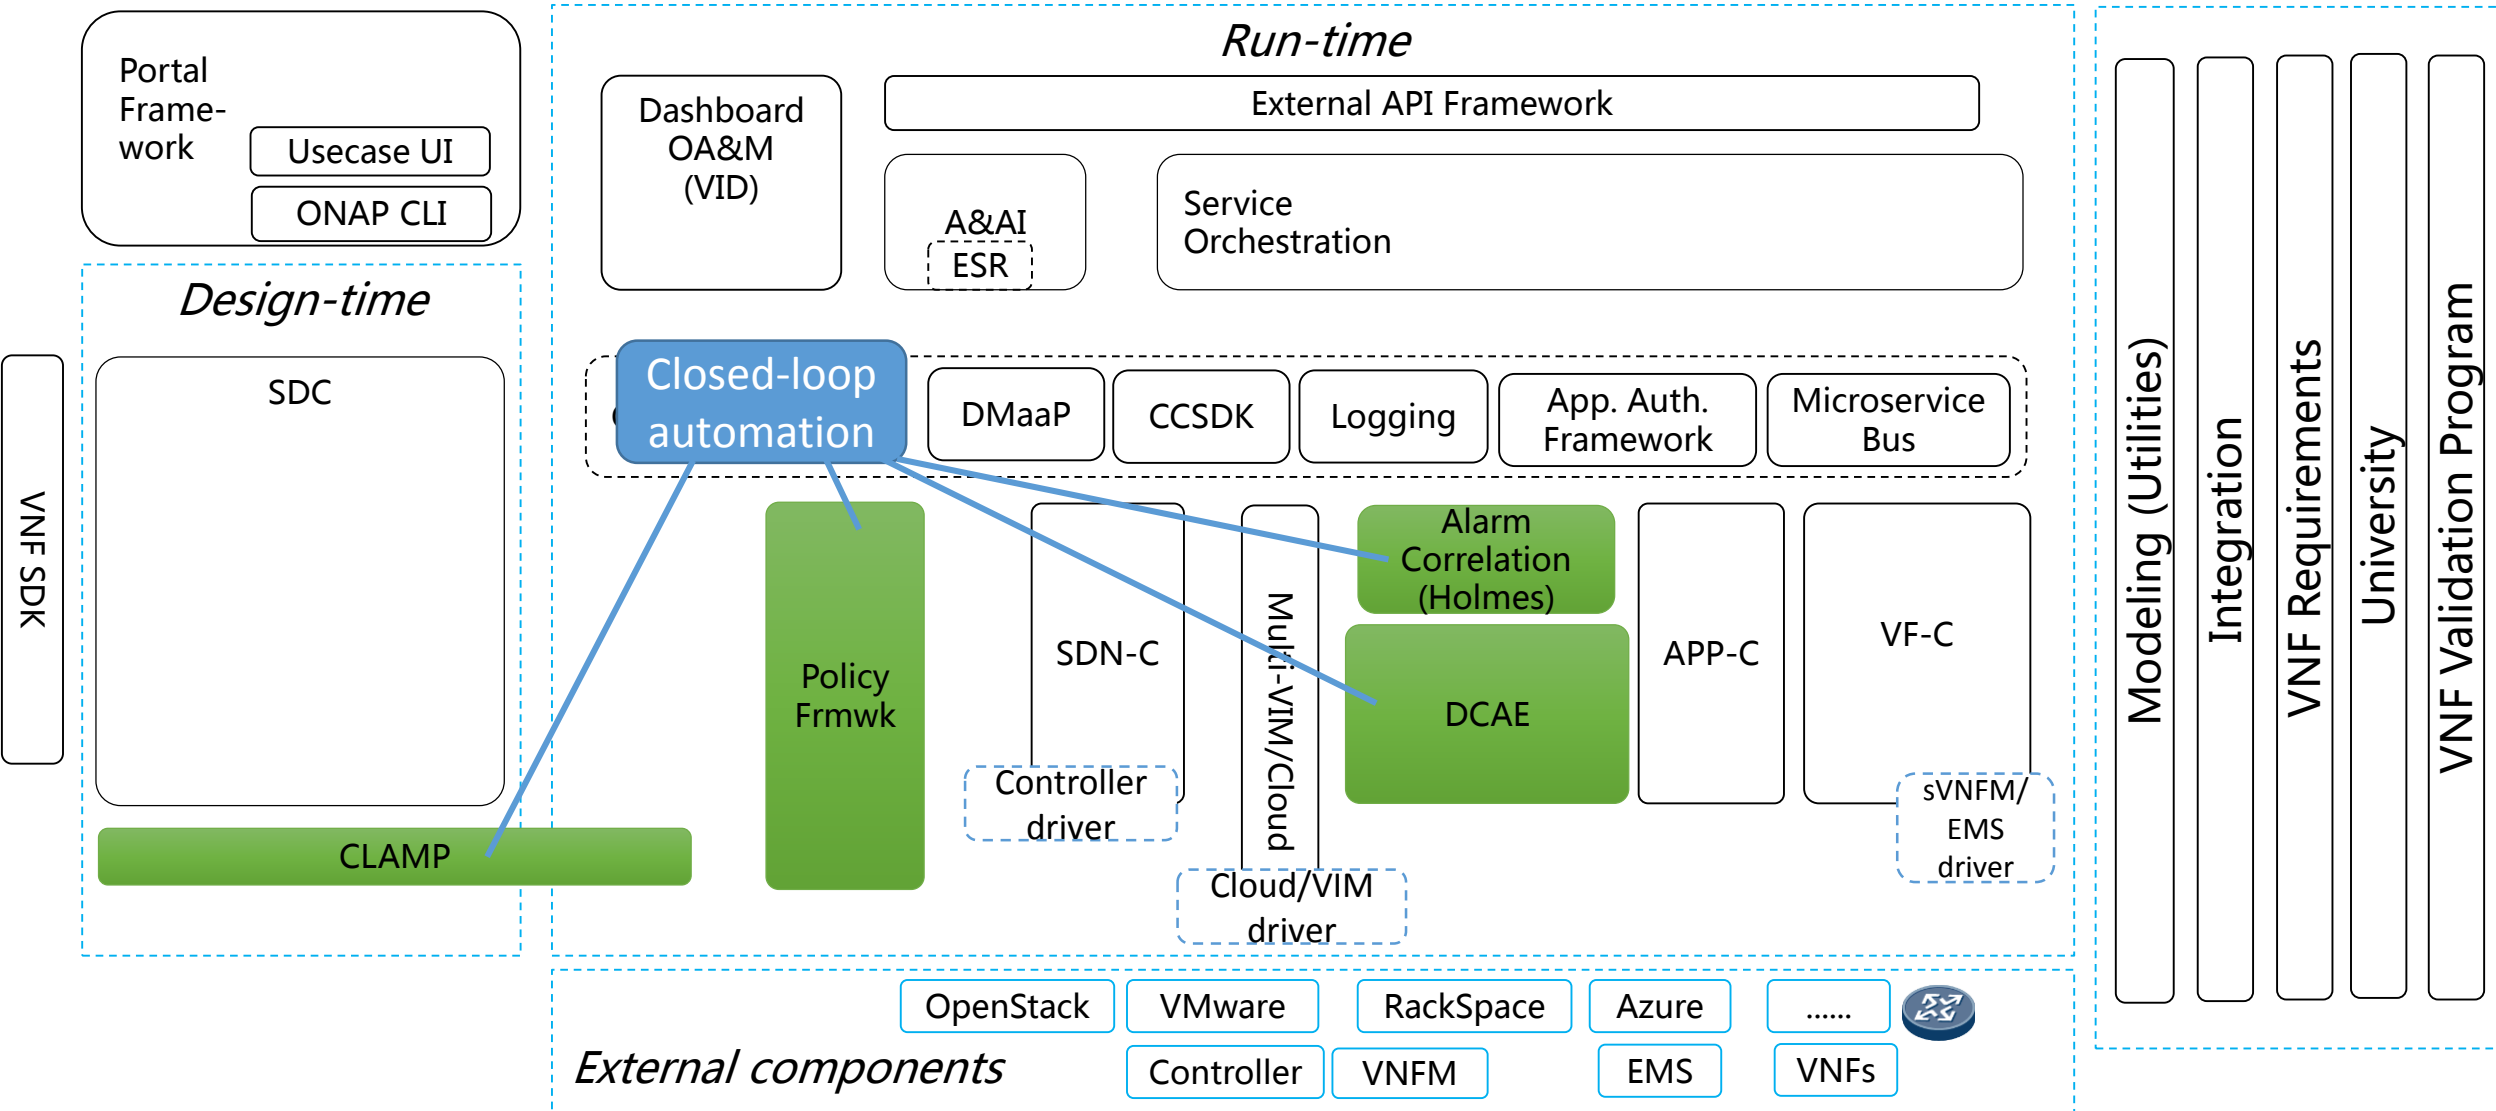 Portal
Frame-
work
Usecase UI
ONAP CLI
Design-time
SDC
VNF SDK
CLAMP
Run-time
Dashboard
OA&M
(VID)
External API Framework
A&AI
ESR
Service
Orchestration
Closed-loop
automation
DMaaP
CCSDK
Logging
App. Auth.
Framework
Microservice
Bus
Policy
Frmwk
SDN-C
Controller
driver
Multi-VIM/Cloud
Cloud/VIM
driver
Alarm
Correlation
(Holmes)
DCAE
APP-C
VF-C
sVNFM/
EMS
driver
External components
OpenStack
VMware
RackSpace
Azure
......
Controller
VNFM
EMS
VNFs
Modeling (Utilities)
Integration
VNF Requirements
University
VNF Validation Program